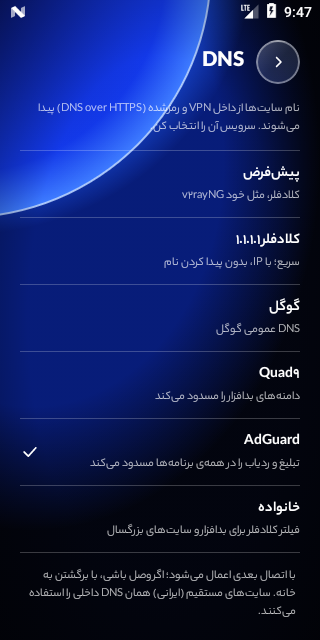 9:47
LTE
DNS
نام سایت‌ها از داخل VPN و رمزشده (DNS over HTTPS) پیدا
می‌شوند. سرویس آن را انتخاب کن.
پیش‌فرض
کلادفلر، مثل خود v۲rayNG
کلادفلر ۱.۱.۱.۱
سریع؛ با IP، بدون پیدا کردن نام
گوگل
DNS عمومی گوگل
Quad۹
دامنه‌های بدافزار را مسدود می‌کند
AdGuard
تبلیغ و ردیاب را در همه‌ی برنامه‌ها مسدود می‌کند
خانواده
فیلتر کلادفلر برای بدافزار و سایت‌های بزرگسال
با اتصال بعدی اعمال می‌شود؛ اگر وصل باشی، با برگشتن به
خانه. سایت‌های مستقیم (ایرانی) همان DNS داخلی را استفاده
می‌کنند.